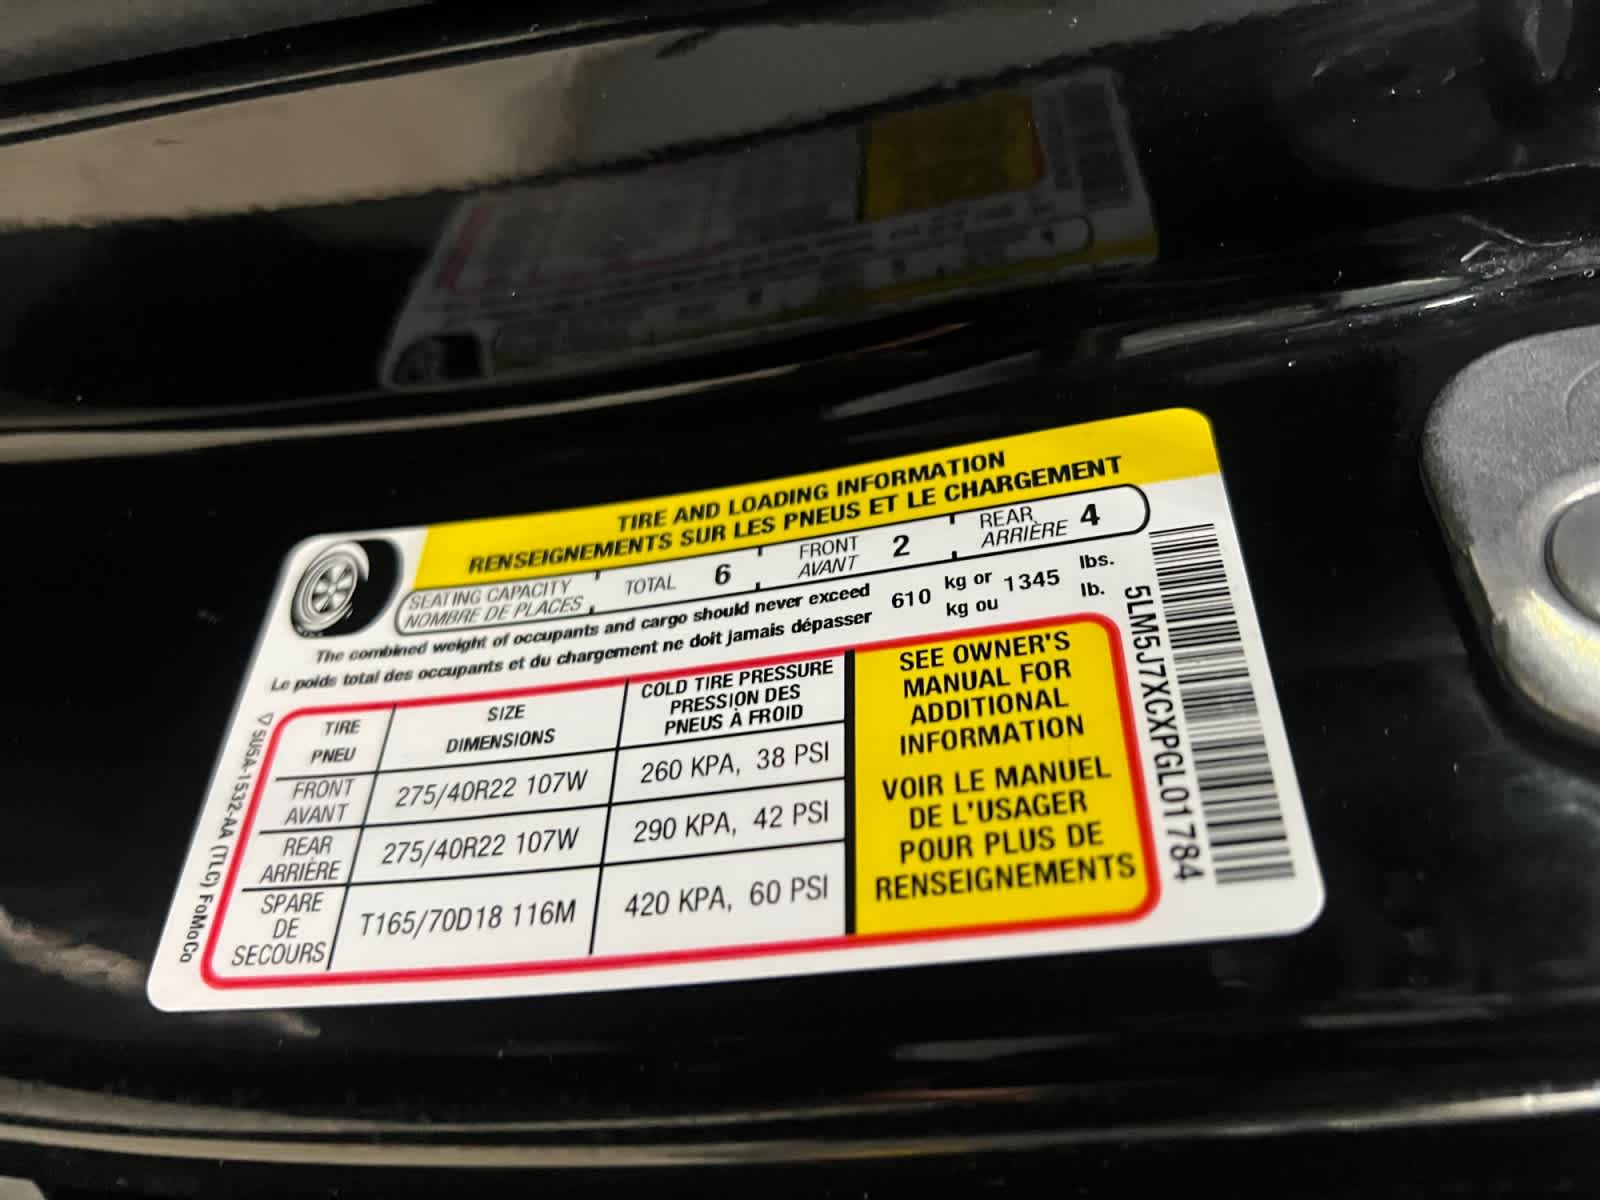 TIRE AND LOADING INFORMATION
RENSEIGNEMENTS SUR LES PNEUS ET LE CHARGEMENT
SEATING CAPACITY TOTAL 6 FRONT 2 REAR 4
NOMBRE DE PLACES AVANT ARRIÈRE
The combined weight of occupants and cargo should never exceed 610 kg or 1345 lbs.
Le poids total des occupants et du chargement ne doit jamais dépasser kg ou lb.
TIRE SIZE COLD TIRE PRESSURE
PNEU DIMENSIONS PRESSION DES
PNEUS À FROID
FRONT
AVANT 275/40R22 107W 260 KPA, 38 PSI
REAR
ARRIÈRE 275/40R22 107W 290 KPA, 42 PSI
SPARE
DE
SECOURS T165/70D18 116M 420 KPA, 60 PSI
SEE OWNER'S
MANUAL FOR
ADDITIONAL
INFORMATION
VOIR LE MANUEL
DE L'USAGER
POUR PLUS DE
RENSEIGNEMENTS
5LM5J7XCXPGL01784
5U5A-1532-AA (TLC) FoMoCo